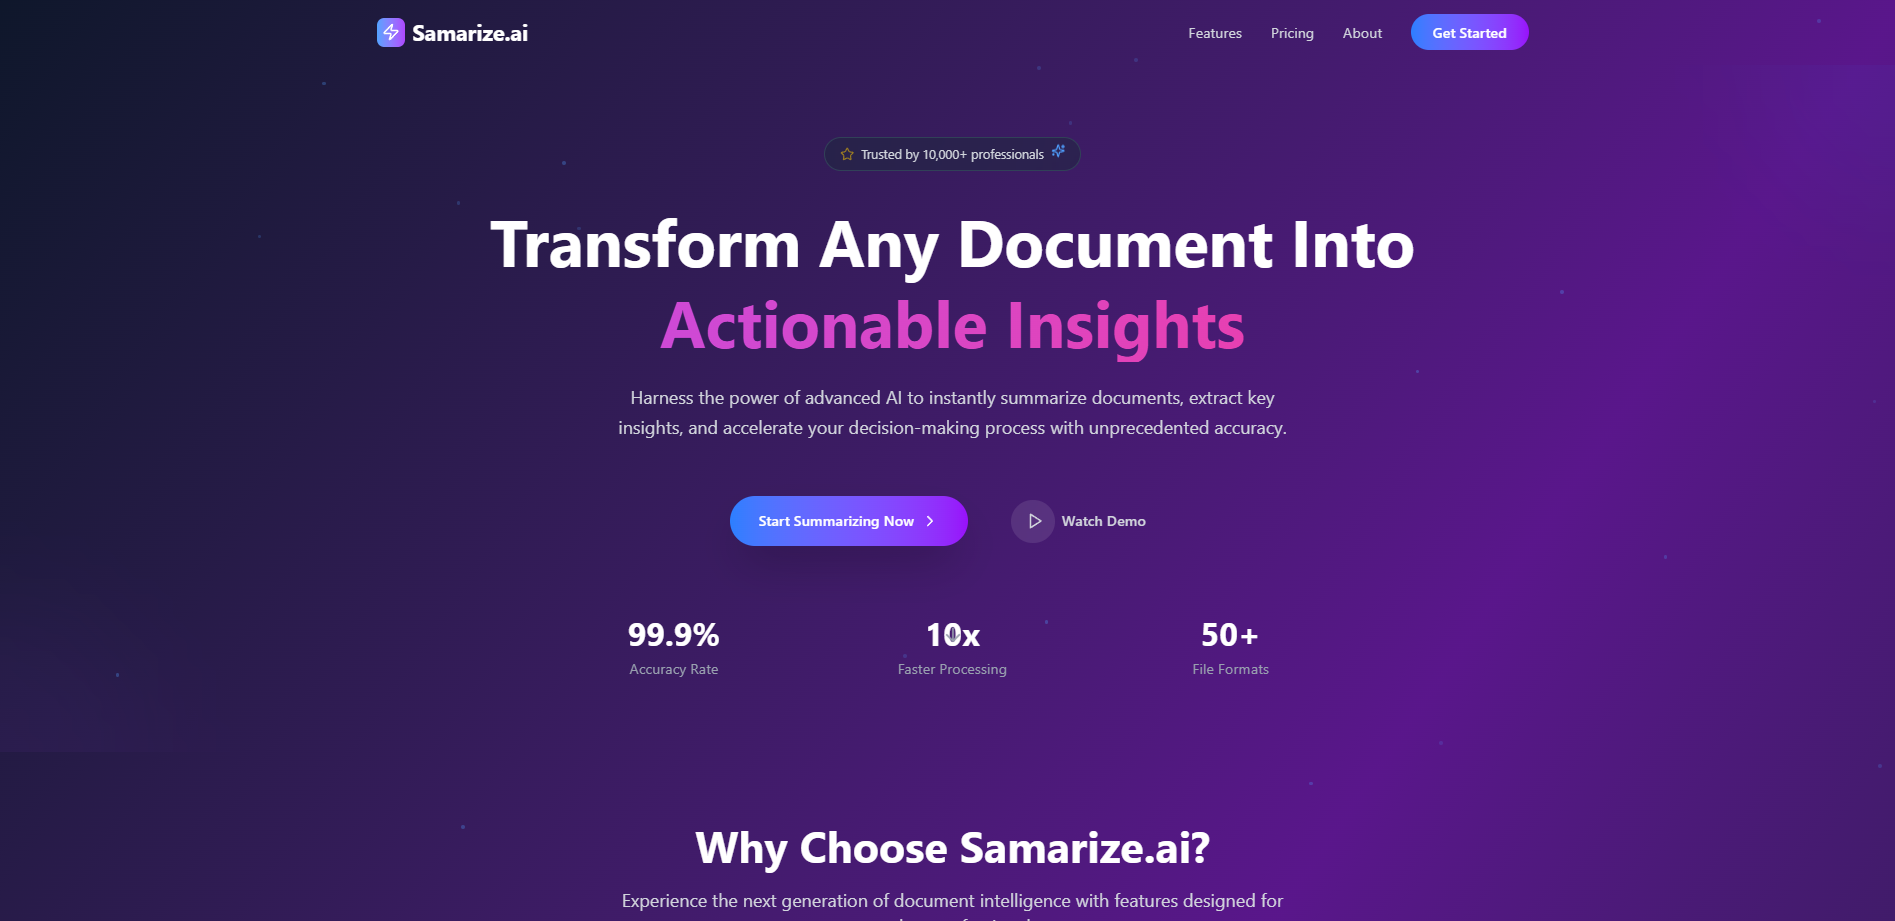 Samarize.ai
Features
Pricing
About
Get Started
Trusted by 10,000+ professionals
Transform Any Document Into
Actionable Insights
Harness the power of advanced AI to instantly summarize documents, extract key
insights, and accelerate your decision-making process with unprecedented accuracy.
Start Summarizing Now
Watch Demo
99.9%
Accuracy Rate
10x
Faster Processing
50+
File Formats
Why Choose Samarize.ai?
Experience the next generation of document intelligence with features designed for